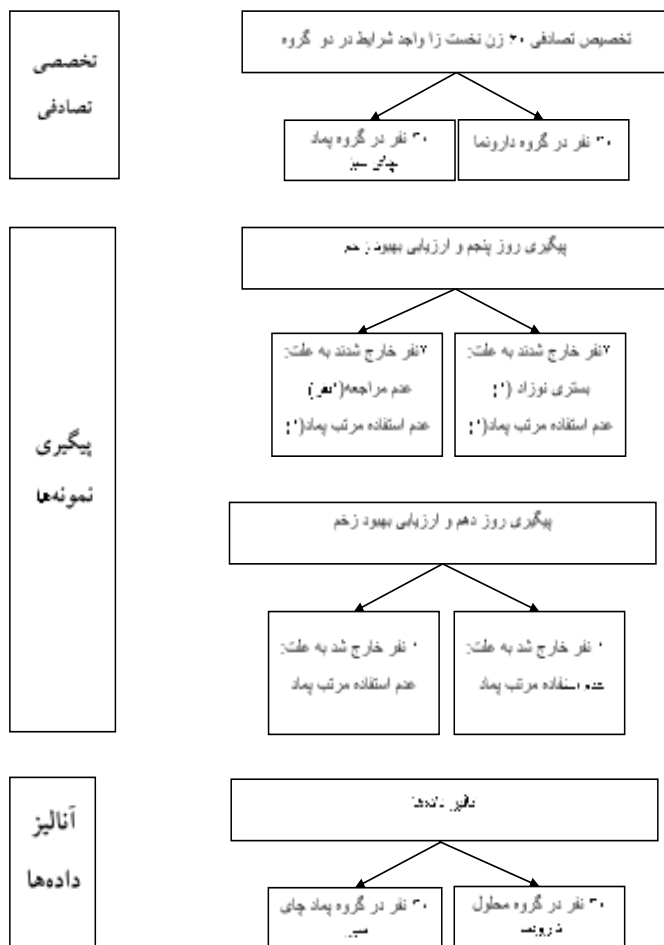 تخصصی
تصادفی
تخصیص تصادفی ۶۰ زن نخست زا واجد شرایط در دو گروه
۳۰ نفر در گروه پماد
چای سبز
۳۰ نفر در گروه دارونما
پیگیری
نمونه‌ها
پیگیری روز پنجم و ارزیابی بهبود زخم
نفر خارج شدند به علت:
بستری نوزاد
عدم استفاده مرتب پماد
نفر خارج شدند به علت:
عدم مراجعه
عدم استفاده مرتب پماد
پیگیری روز دهم و ارزیابی بهبود زخم
نفر خارج شد به علت:
عدم استفاده مرتب پماد
نفر خارج شد به علت:
عدم استفاده مرتب پماد
آنالیز
داده‌ها
داده‌ها
۳۰ نفر در گروه محلول
دارونما
۳۰ نفر در گروه پماد چای
سبز